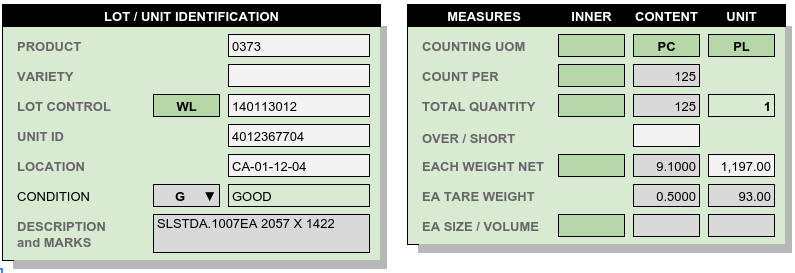 LOT / UNIT IDENTIFICATION
PRODUCT 0373
VARIETY
LOT CONTROL WL 140113012
UNIT ID 4012367704
LOCATION CA-01-12-04
CONDITION G ▼ GOOD
DESCRIPTION and MARKS SLSTDA.1007EA 2057 X 1422
MEASURES INNER CONTENT UNIT
COUNTING UOM PC PL
COUNT PER 125
TOTAL QUANTITY 125 1
OVER / SHORT
EACH WEIGHT NET 9.1000 1,197.00
EA TARE WEIGHT 0.5000 93.00
EA SIZE / VOLUME